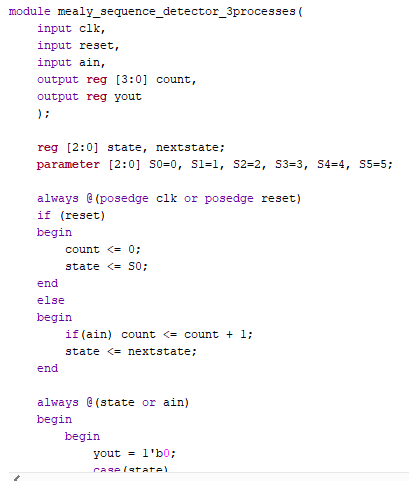 module mealy_sequence_detector_3processes(
    input clk,
    input reset,
    input ain,
    output reg [3:0] count,
    output reg yout
    );

    reg [2:0] state, nextstate;
    parameter [2:0] S0=0, S1=1, S2=2, S3=3, S4=4, S5=5;

    always @(posedge clk or posedge reset)
    if (reset)
    begin
        count <= 0;
        state <= S0;
    end
    else
    begin
        if(ain) count <= count + 1;
        state <= nextstate;
    end

    always @(state or ain)
    begin
        begin
            yout = 1'b0;
            case(state)